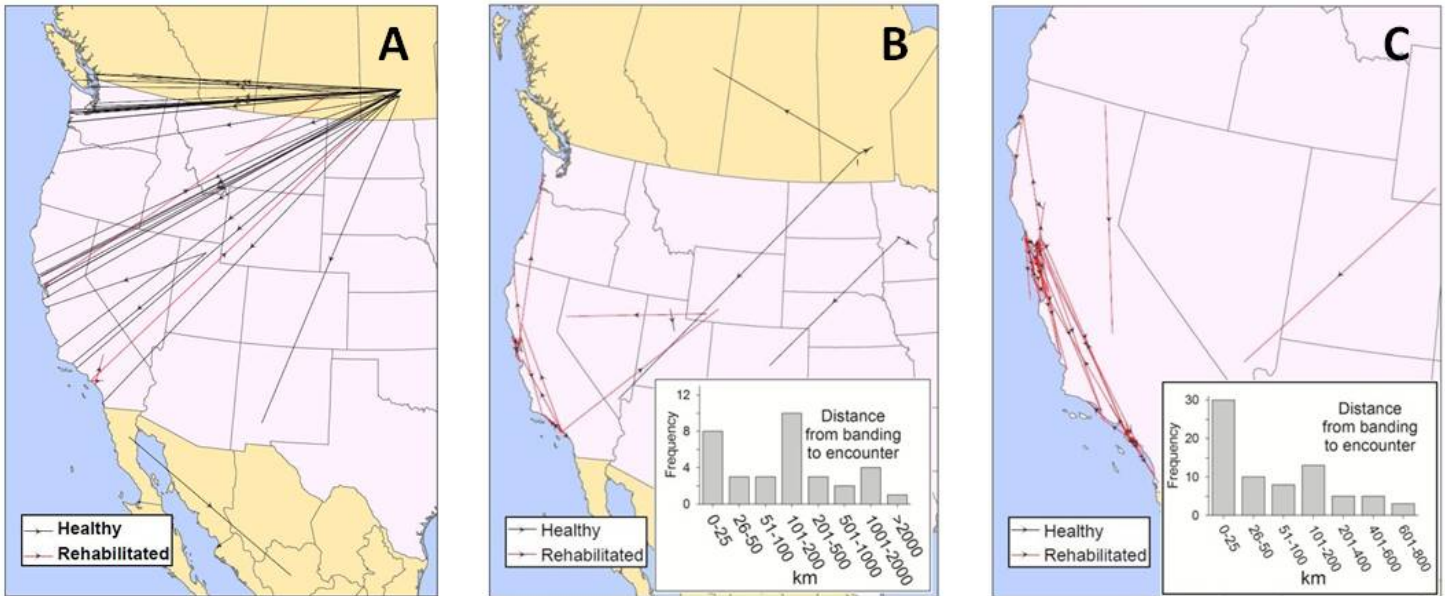 A
Healthy
Rehabilitated
B
Healthy
Rehabilitated
Distance
from banding
to encounter
Frequency
12
8
4
0
0-25
26-50
51-100
101-200
201-500
501-1000
1001-2000
>2000
km
C
Healthy
Rehabilitated
Distance
from banding
to encounter
Frequency
30
20
10
0
0-25
26-50
51-100
101-200
201-400
401-600
601-800
km